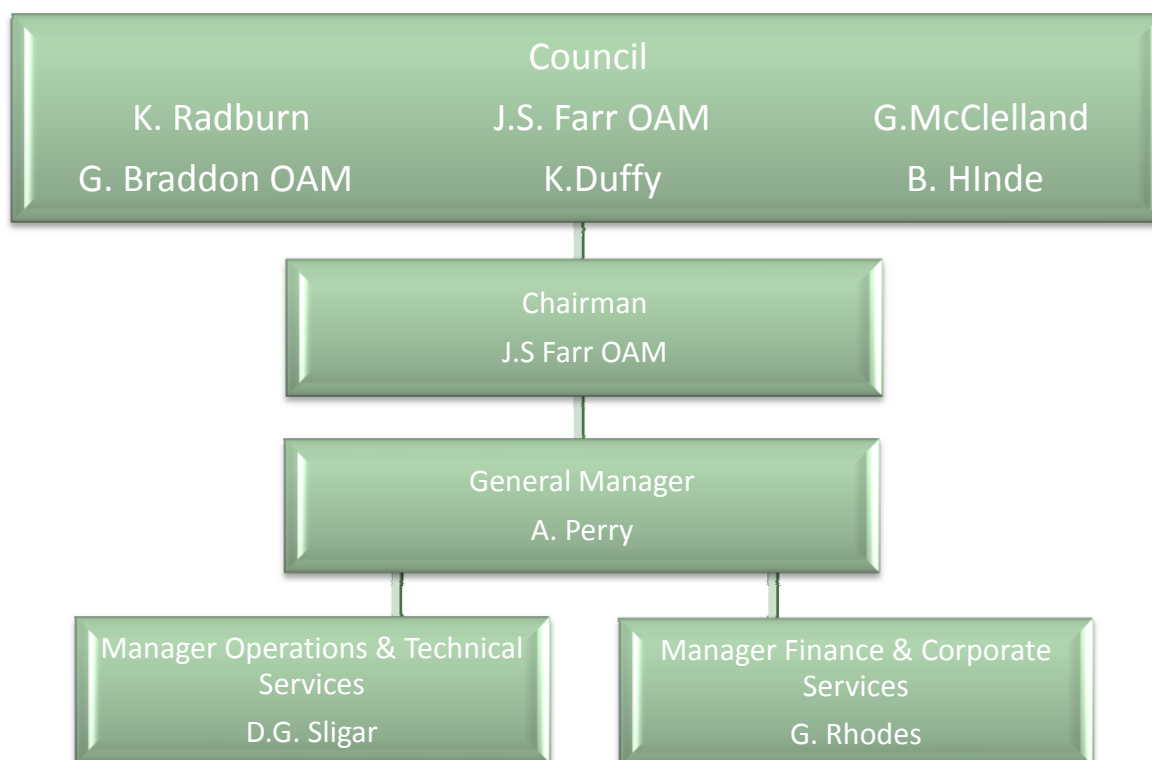 Council
K. Radburn J.S. Farr OAM G.McClelland
G. Braddon OAM K.Duffy B. HInde
Chairman
J.S Farr OAM
General Manager
A. Perry
Manager Operations & Technical
Services
D.G. Sligar
Manager Finance & Corporate
Services
G. Rhodes